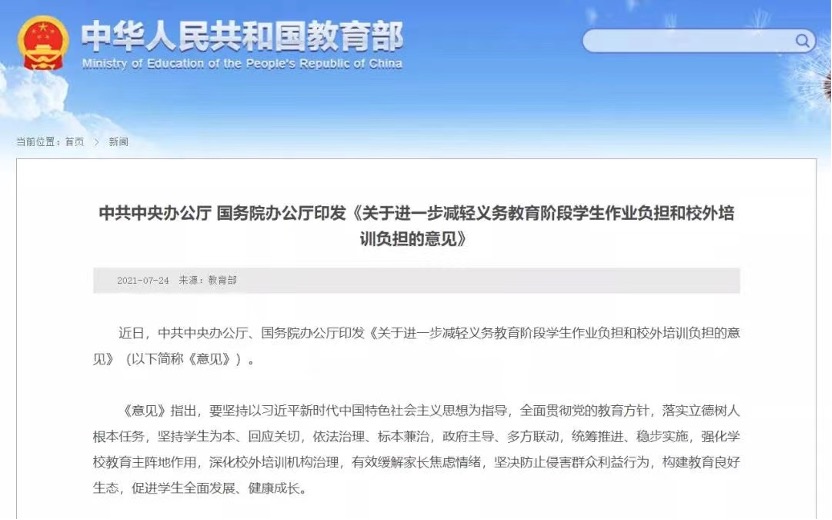 中华人民共和国教育部
Ministry of Education of the People's Republic of China
当前位置：首页 > 新闻
中共中央办公厅 国务院办公厅印发《关于进一步减轻义务教育阶段学生作业负担和校外培
训负担的意见》
2021-07-24 来源：教育部
近日，中共中央办公厅、国务院办公厅印发《关于进一步减轻义务教育阶段学生作业负担和校外培训负担的意
见》（以下简称《意见》）。
《意见》指出，要坚持以习近平新时代中国特色社会主义思想为指导，全面贯彻党的教育方针，落实立德树人
根本任务，坚持学生为本、回应关切，依法治理、标本兼治，政府主导、多方联动，统筹推进、稳步实施，强化学
校教育主阵地作用，深化校外培训机构治理，有效缓解家长焦虑情绪，坚决防止侵害群众利益行为，构建教育良好
生态，促进学生全面发展、健康成长。